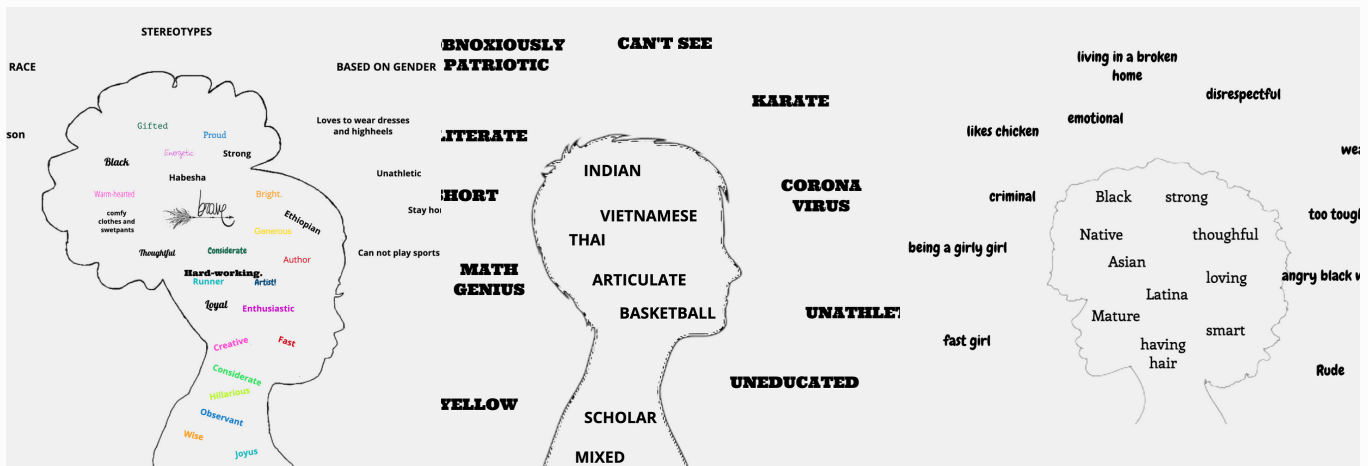 STEREOTYPES
RACE
BASED ON GENDER
son
Loves to wear dresses
and highheels
Unathletic
Stay ho
Can not play sports
Gifted
Proud
Black
Energetic
Strong
Habesha
Warm-hearted
brave
Bright.
comfy
clothes and
swetpants
Ethiopian
Generous
Thoughtful
Considerate
Author
Hard-working.
Runner
Artist!
Loyal
Enthusiastic
Creative
Fast
Considerate
Hillarious
Observant
Wise
Joyus
BNOXIOUSLY
PATRIOTIC
CAN'T SEE
KARATE
LITERATE
HORT
CORONA
VIRUS
MATH
GENIUS
UNATHLET
UNEDUCATED
YELLOW
INDIAN
VIETNAMESE
THAI
ARTICULATE
BASKETBALL
SCHOLAR
MIXED
living in a broken
home
disrespectful
emotional
likes chicken
wea
criminal
too tough
being a girly girl
angry black w
fast girl
Rude
Black
strong
Native
thoughtful
Asian
loving
Latina
Mature
smart
having
hair